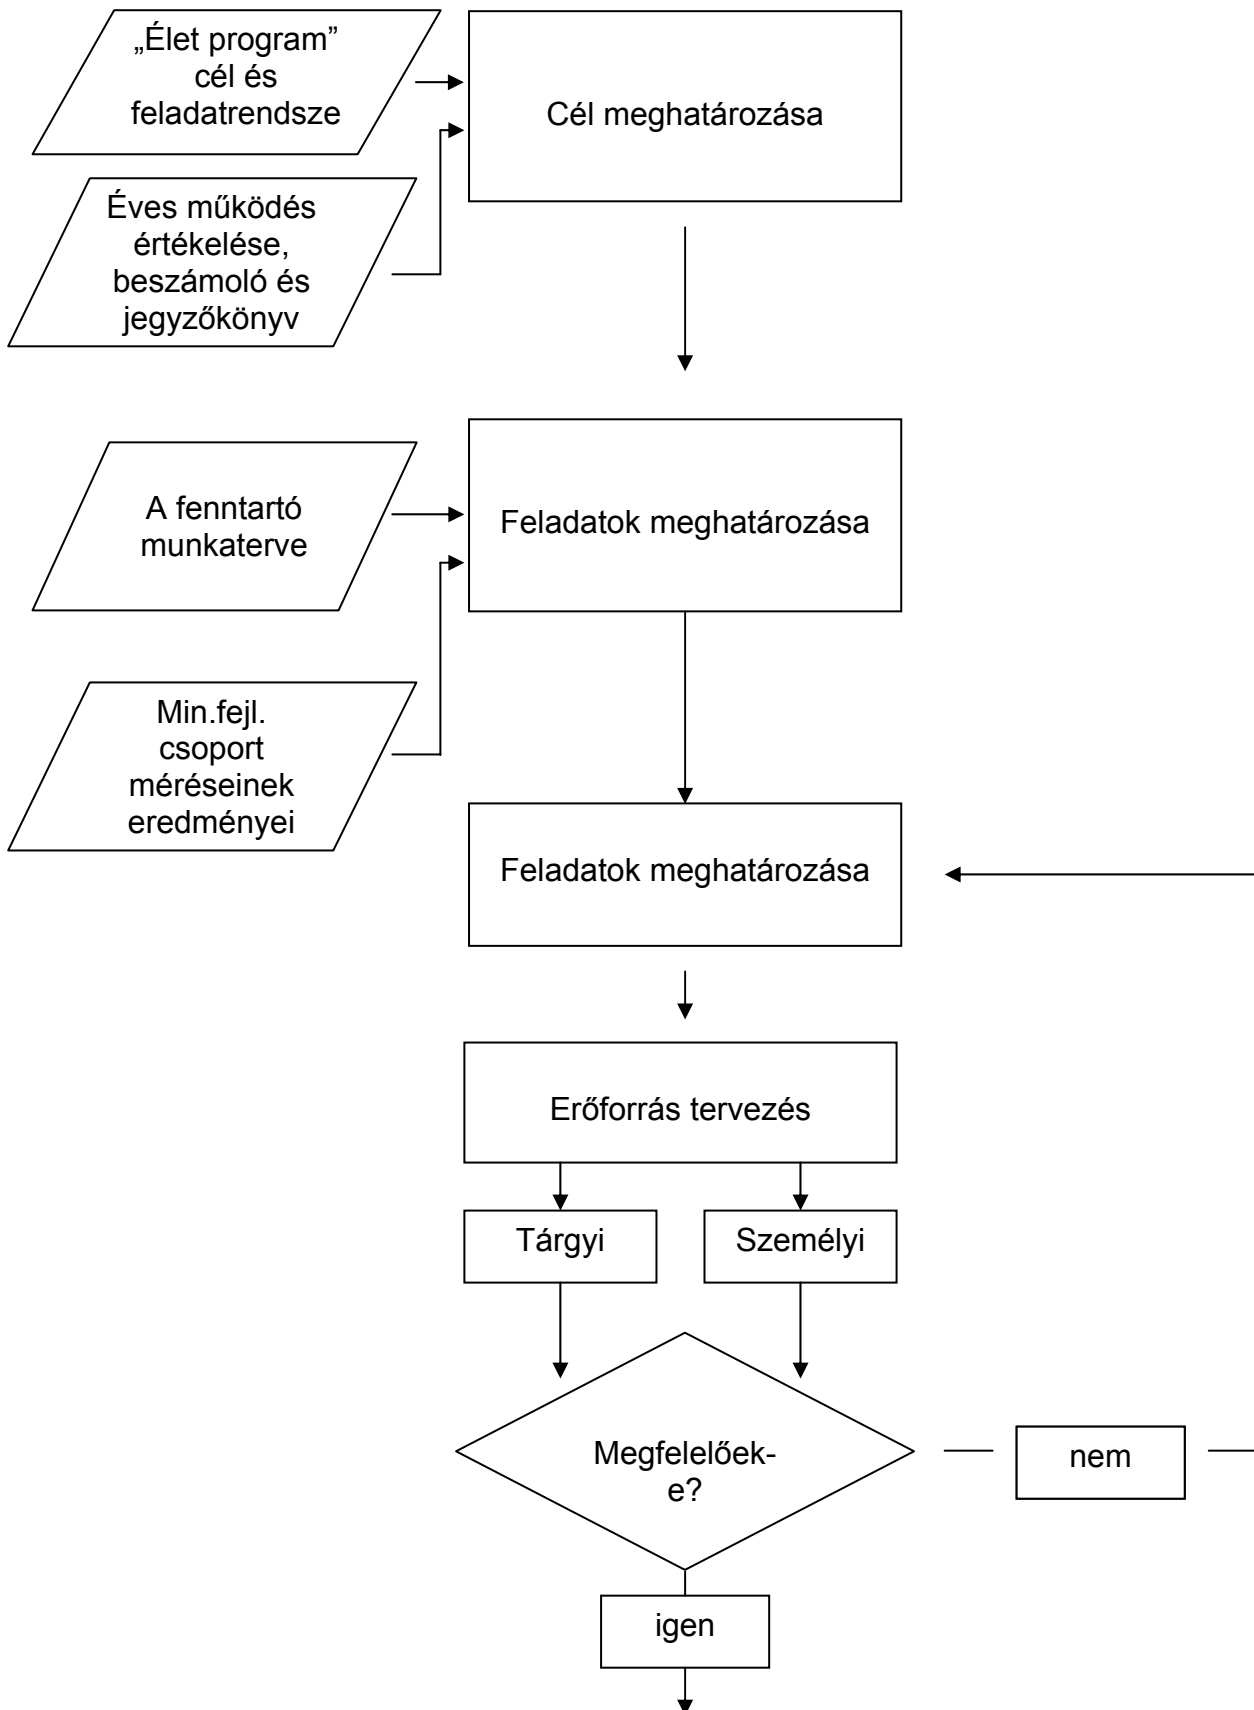 „Élet program”
cél és
feladatrendsze
Cél meghatározása
Éves működés
értékelése,
beszámoló és
jegyzőkönyv
A fenntartó
munkaterve
Feladatok meghatározása
Min.fejl.
csoport
méréseinek
eredményei
Feladatok meghatározása
Erőforrás tervezés
Tárgyi
Személyi
Megfelelőek-
e?
nem
igen